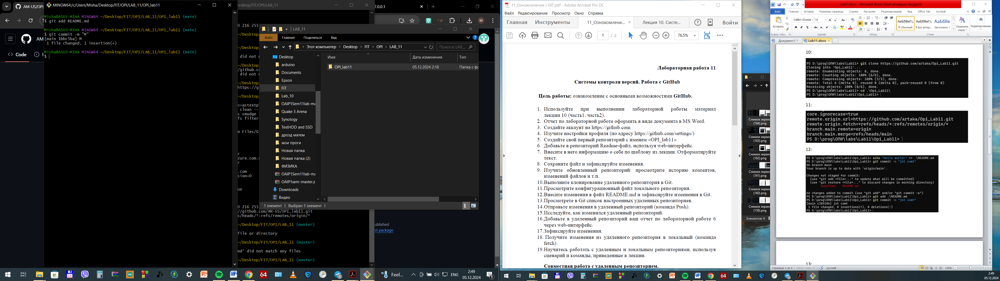 MINGW64:/c/Users/Misha/Desktop/FIT/OPI/LAB_11/OPI_lab11
Misha@ASUS-MIHA MINGW64 ~/Desktop/FIT/OPI/LAB_11/OPI_lab11 (main)
$ git add README.md
Misha@ASUS-MIHA MINGW64 ~/Desktop/FIT/OPI/LAB_11/OPI_lab11 (main)
$ git commit -m "M"
[main 1bbc5ba] M
1 file changed, 1 insertion(+)
Misha@ASUS-MIHA MINGW64 ~/Desktop/FIT/OPI/LAB_11/OPI_lab11 (main)
$
AM-US/OPI_
AM
Code
Desktop/FIT/OPI/LAB_11
7.0.0.1
0 216 255
~/Desktop
did not m
/github.co
https://gi
v=astextpl
clean --
s smudge
fs filter
m Files/G
zure.com.
.com
sion=0
ue
0 216 255
//github.com/AM-US/OPI_lab11.git
s/heads/*:refs/remotes/origin/*
~/Desktop/FIT/OPI/LAB_11 (master)
file or directory
~/Desktop/FIT/OPI/LAB_11 (master)
md' did not match any files
~/Desktop/FIT/OPI/LAB_11 (master)
ublished
st package
LAB_11
Файл Главная Поделиться Вид
Этот компьютер > Desktop > FIT > OPI > LAB_11
Поиск в: LAB_...
Имя Дата изменения Тип
OPI_lab11 05.12.2024 2:18 Папка с фа
Desktop
arduino
Documents
Epson
FIT
Lab_10
OAIP1Sem11lab-ma
Quake 3 Arena
Synology
TestHDD and SSD
дрозд матем
мои проги
Новая папка
Новая папка (2)
ФИЗИКА
OAIP1Sem11lab-ma
OAIP1sem-master.z
Downloads
Видео
1 элемент Выбран 1 элемент
Feel...
ENG
2:49
05.12.2024
11_Ознокомление с GIT.pdf - Adobe Acrobat Pro DC
Файл Редактирование Просмотр Окно Справка
Главная Инструменты 11_Ознокомлени... Лекция 10. Систе... Войти
1 / 2 76,5%
Лабораторная работа 11
Системы контроля версий. Работа с GitHub
Цель работы: ознакомление с основными возможностями GitHub.
1. Используйте при выполнении лабораторной работы материал
лекции 10 (часть1, часть2).
2. Отчет по лабораторной работе оформить в виде документа в MS Word.
3. Создайте аккаунт на https://github.com
4. Изучите настройки профиля (по адресу https://github.com/settings/)
5. Создайте свой первый репозиторий с именем «OPI_lab11»
6. Добавьте в репозиторий Readme-файл, используя web-интерфейс.
7. Внесите в него информацию о себе по шаблону из лекции. Отформатируйте
текст.
8. Сохраните файл и зафиксируйте изменения.
9. Изучите обновленный репозиторий: просмотрите историю коммитов,
изменений файлов и т.п.
10.Выполните клонирование удаленного репозитория в Git.
11.Просмотрите конфигурационный файл локального репозитория.
12.Внесите изменения в файл README.md и зафиксируйте изменения в Git.
13.Просмотрете в Git список настроенных удаленных репозиториев.
14.Отправьте изменения в удаленный репозиторий (команда Push).
15.Исследуйте, как изменился удаленный репозиторий.
16.Добавьте в удаленный репозиторий ваш отчет по лабораторной работе 6
через web-интерфейс.
17.Зафиксируйте изменения.
18. Получите изменения из удаленного репозитория в локальный (команда
fetch).
19.Научитесь работать с удаленным и локальным репозиториями, используя
сценарий и команды, приведенные в лекции.
Совместная работа с удаленным репозиторием.
Снимок экрана
(164).png
Снимок экрана
(163).png
Снимок экрана
(162).png
Снимок экрана
(161).png
Снимок экрана
(160).png
Снимок экрана
(159).png
Элементов: 6
Lab11.docx - Microsoft Word (Сбой активации продукта)
Файл Главная Вставка Разметка страницы Ссылки Рассылки Рецензирование Вид Office Tab Acrobat
Вставить
Calibri (Основ 14
АаБбВвГг, АаБбВвГг, АаБбВв
¶ Обычный ¶ Без интер... Заголовок 1
Изменить стили
Редактирование
Буфер обм... Шрифт Абзац Стили
Документ1 * Lab11.docx
10:
PS D:\prog\ОПИ\labs\Lab11> git clone https://github.com/artaka/Opi_Lab11.git
Cloning into 'Opi_Lab11'...
remote: Enumerating objects: 6, done.
remote: Counting objects: 100% (6/6), done.
remote: Compressing objects: 100% (3/3), done.
remote: Total 6 (delta 0), reused 0 (delta 0), pack-reused 0 (from 0)
Receiving objects: 100% (6/6), done.
PS D:\prog\ОПИ\labs\Lab11> cd .\Opi_Lab11\
PS D:\prog\ОПИ\labs\Lab11\Opi_Lab11>
11:
core.ignorecase=true
remote.origin.url=https://github.com/artaka/Opi_Lab11.git
remote.origin.fetch=+refs/heads/*:refs/remotes/origin/*
branch.main.remote=origin
branch.main.merge=refs/heads/main
PS D:\prog\ОПИ\labs\Lab11\Opi_Lab11>
12:
PS D:\prog\ОПИ\labs\Lab11\Opi_Lab11> echo "Hello world!" >> .\README.md
PS D:\prog\ОПИ\labs\Lab11\Opi_Lab11> git commit -m "jst comt"
On branch main
Your branch is up to date with 'origin/main'.
Changes not staged for commit:
(use "git add <file>..." to update what will be committed)
(use "git restore <file>..." to discard changes in working directory)
modified: README.md
no changes added to commit (use "git add" and/or "git commit -a")
PS D:\prog\ОПИ\labs\Lab11\Opi_Lab11> git add .\README.md
PS D:\prog\ОПИ\labs\Lab11\Opi_Lab11> git commit -m "jst comt"
[main c28518b] jst comt
1 file changed, 0 insertions(+), 0 deletions(-)
PS D:\prog\ОПИ\labs\Lab11\Opi_Lab11>
13:
Страница: 2 из 4 Число слов: 11 русский 100%
2:49
05.12.2024